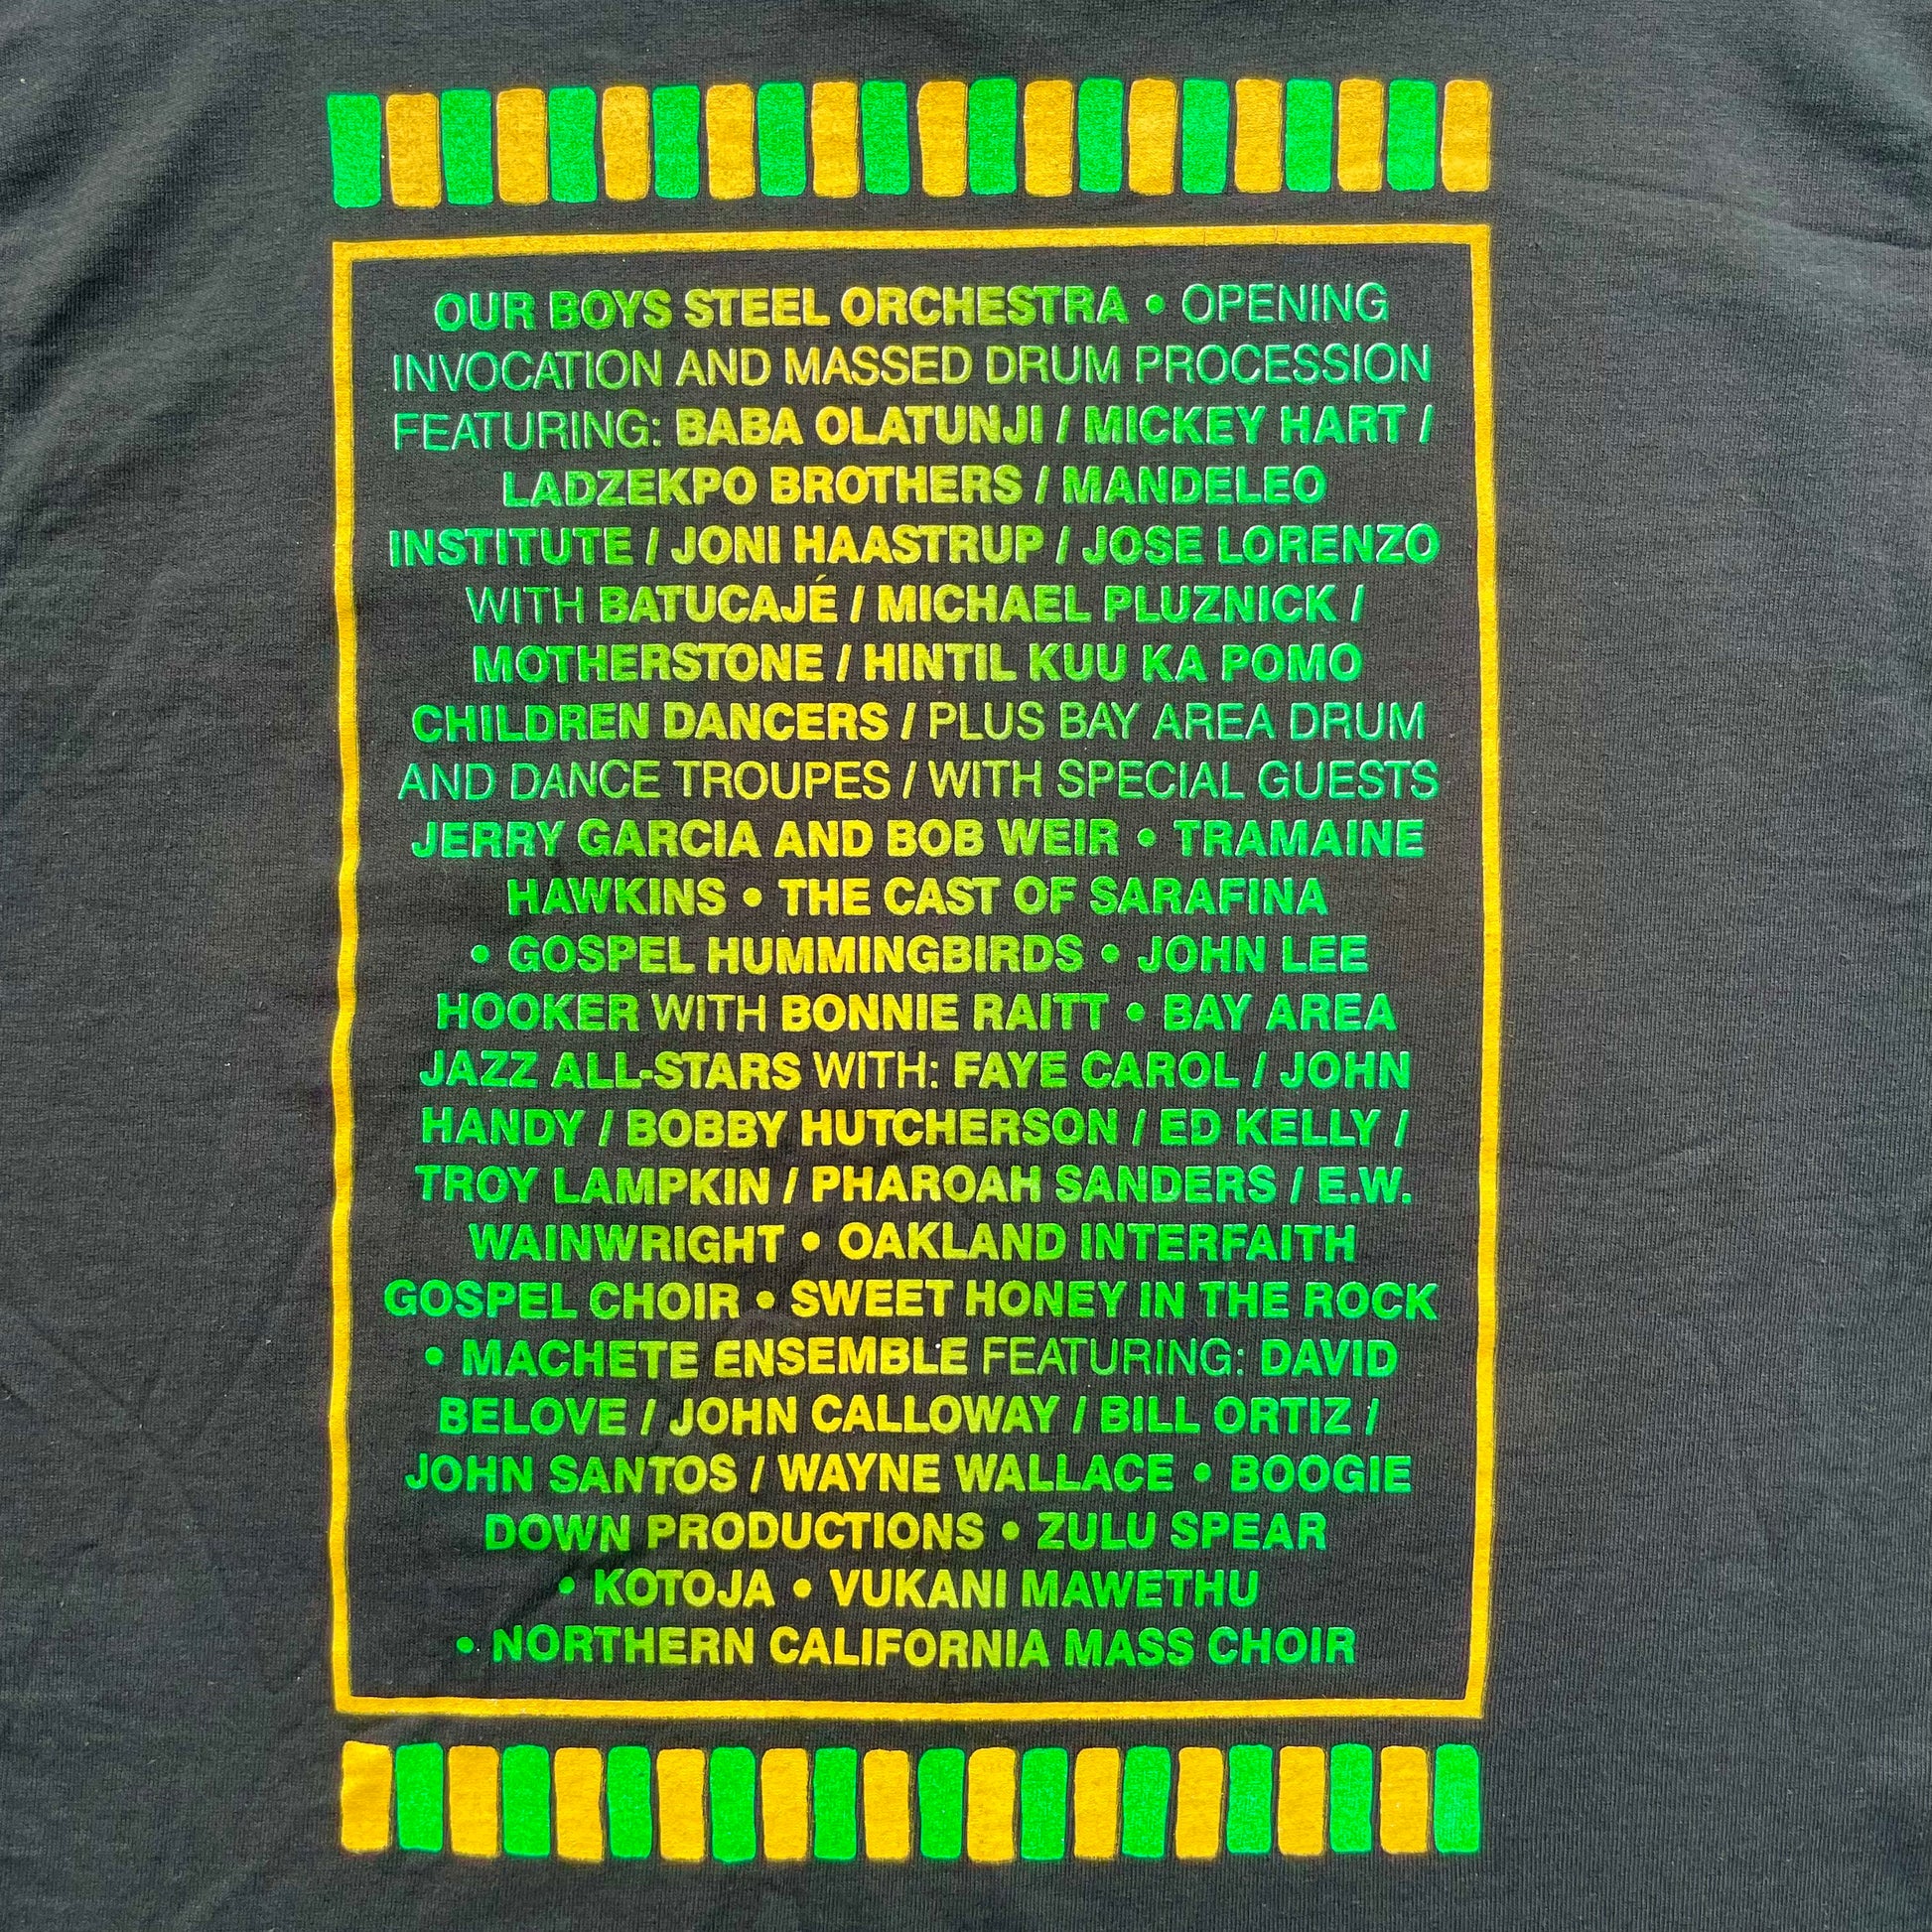 OUR BOYS STEEL ORCHESTRA • OPENING
INVOCATION AND MASSED DRUM PROCESSION
FEATURING: BABA OLATUNJI / MICKEY HART /
LADZEKPO BROTHERS / MANDELEO
INSTITUTE / JONI HAASTRUP / JOSE LORENZO
WITH BATUCAJÉ / MICHAEL PLUZNICK /
MOTHERSTONE / HINTIL KUU KA POMO
CHILDREN DANCERS / PLUS BAY AREA DRUM
AND DANCE TROUPES / WITH SPECIAL GUESTS
JERRY GARCIA AND BOB WEIR • TRAMAINE
HAWKINS • THE CAST OF SARAFINA
• GOSPEL HUMMINGBIRDS • JOHN LEE
HOOKER WITH BONNIE RAITT • BAY AREA
JAZZ ALL-STARS WITH: FAYE CAROL / JOHN
HANDY / BOBBY HUTCHERSON / ED KELLY /
TROY LAMPKIN / PHAROAH SANDERS / E.W.
WAINWRIGHT • OAKLAND INTERFAITH
GOSPEL CHOIR • SWEET HONEY IN THE ROCK
• MACHETE ENSEMBLE FEATURING: DAVID
BELOVE / JOHN CALLOWAY / BILL ORTIZ /
JOHN SANTOS / WAYNE WALLACE • BOOGIE
DOWN PRODUCTIONS • ZULU SPEAR
• KOTOJA • VUKANI MAWETHU
• NORTHERN CALIFORNIA MASS CHOIR